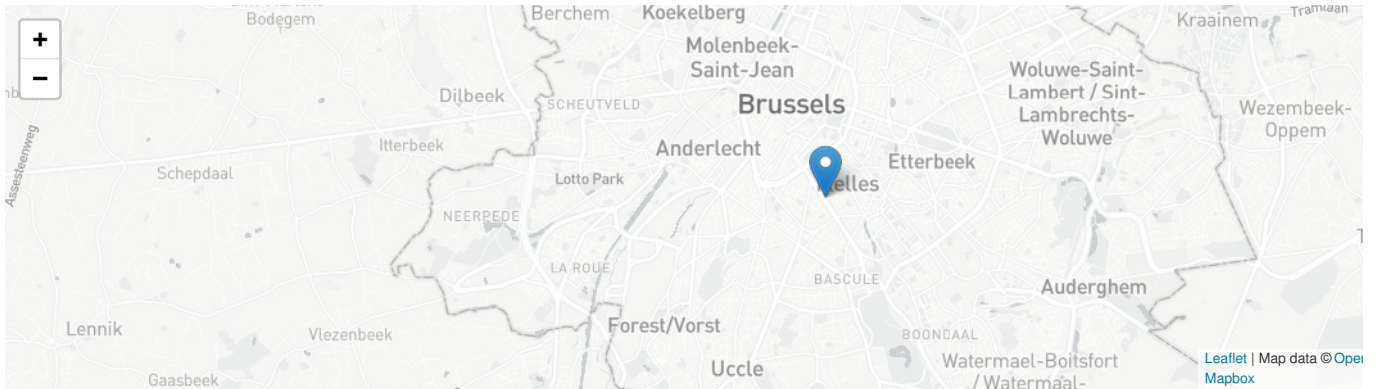 +
−
Bodegem
Berchem
Koekelberg
Kraainem
Molenbeek-
Saint-Jean
Woluwe-Saint-
Lambert / Sint-
Lambrechts-
Woluwe
Dilbeek
SCHEUTVELD
Brussels
Wezembeek-
Oppem
Assesteenweg
Itterbeek
Anderlecht
Etterbeek
Schepdaal
Lotto Park
NEERPEDE
LA ROUE
BASCULE
Auderghem
Lennik
Vlezenbeek
Forest/Vorst
BOONDAAL
Uccle
Watermael-Boitsfort
/ Watermaal-
Gaasbeek
Leaflet | Map data ©
Mapbox